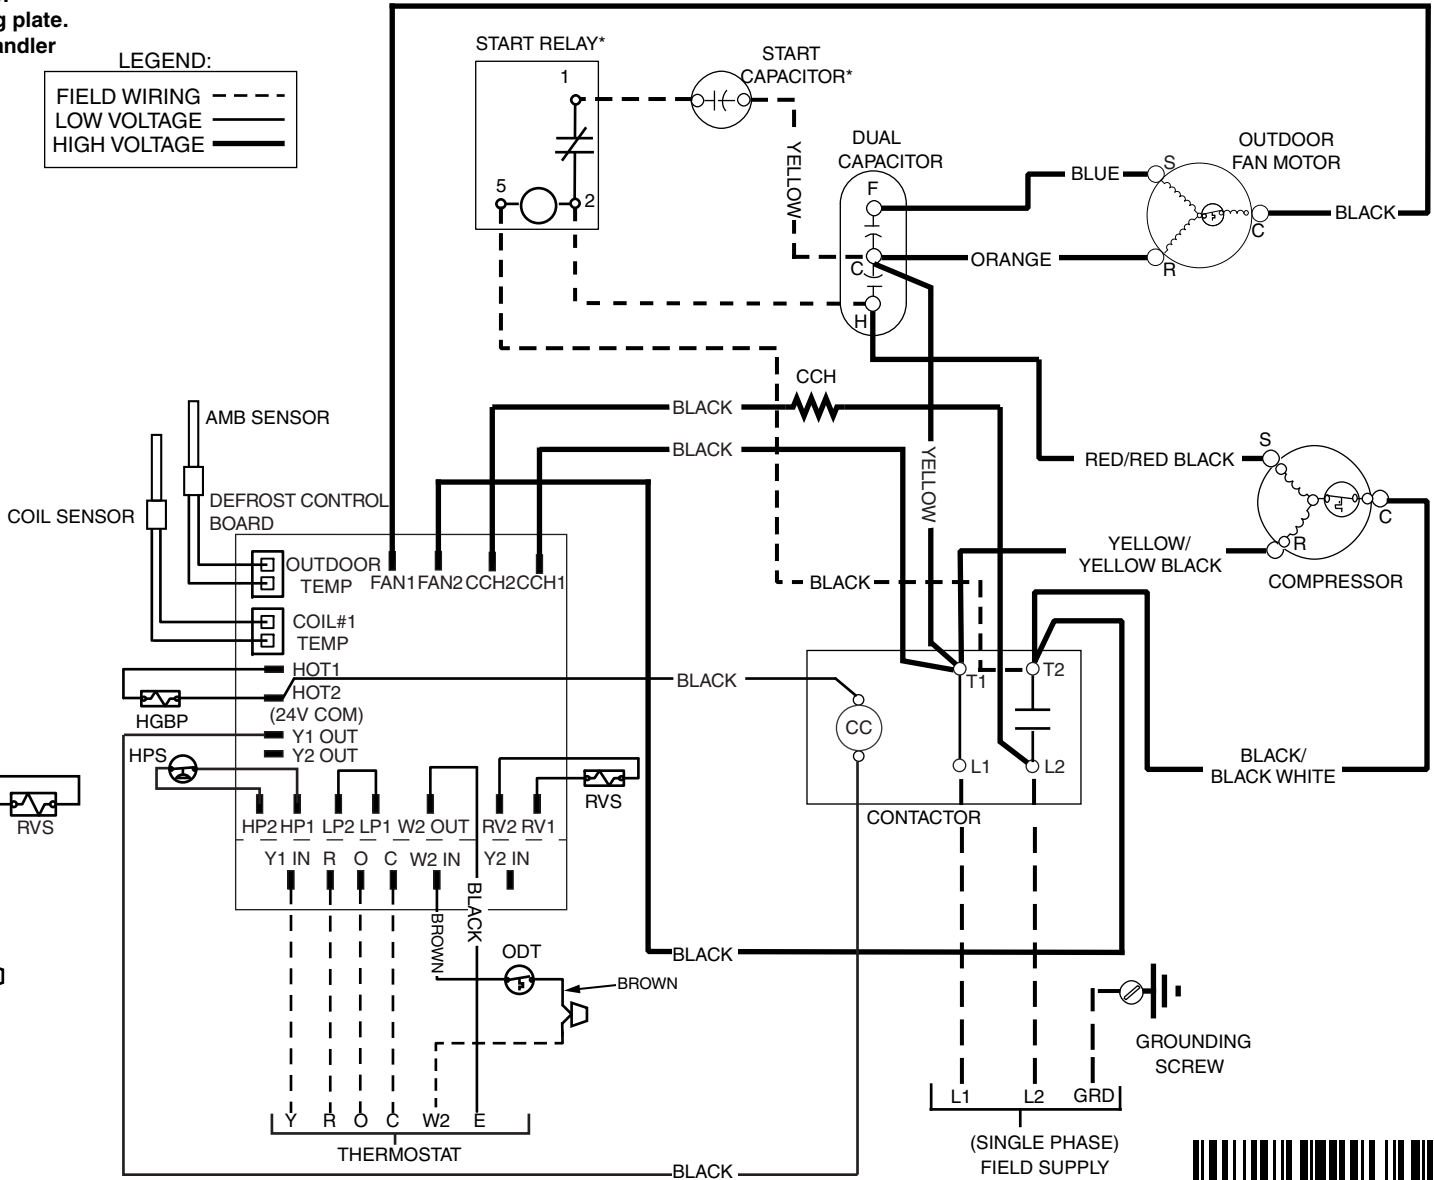 g plate.
andler
LEGEND:
FIELD WIRING
LOW VOLTAGE
HIGH VOLTAGE
START RELAY*
1
5
2
START
CAPACITOR*
YELLOW
DUAL
CAPACITOR
F
C
H
BLUE
ORANGE
OUTDOOR
FAN MOTOR
S
C
R
BLACK
CCH
BLACK
BLACK
YELLOW
AMB SENSOR
COIL SENSOR
DEFROST CONTROL
BOARD
OUTDOOR
TEMP
FAN1 FAN2 CCH2 CCH1
COIL#1
TEMP
HOT1
HOT2
(24V COM)
Y1 OUT
Y2 OUT
HGBP
HPS
RVS
RVS
HP2 HP1 LP2 LP1 W2 OUT RV2 RV1
Y1 IN R O C W2 IN Y2 IN
BLACK
RED/RED BLACK
S
C
R
COMPRESSOR
YELLOW/
YELLOW BLACK
BLACK
CC
T1
T2
L1
L2
CONTACTOR
BLACK/
BLACK WHITE
BROWN
BLACK
ODT
BROWN
BLACK
GROUNDING
SCREW
Y R O C W2 E
THERMOSTAT
BLACK
L1 L2 GRD
(SINGLE PHASE)
FIELD SUPPLY